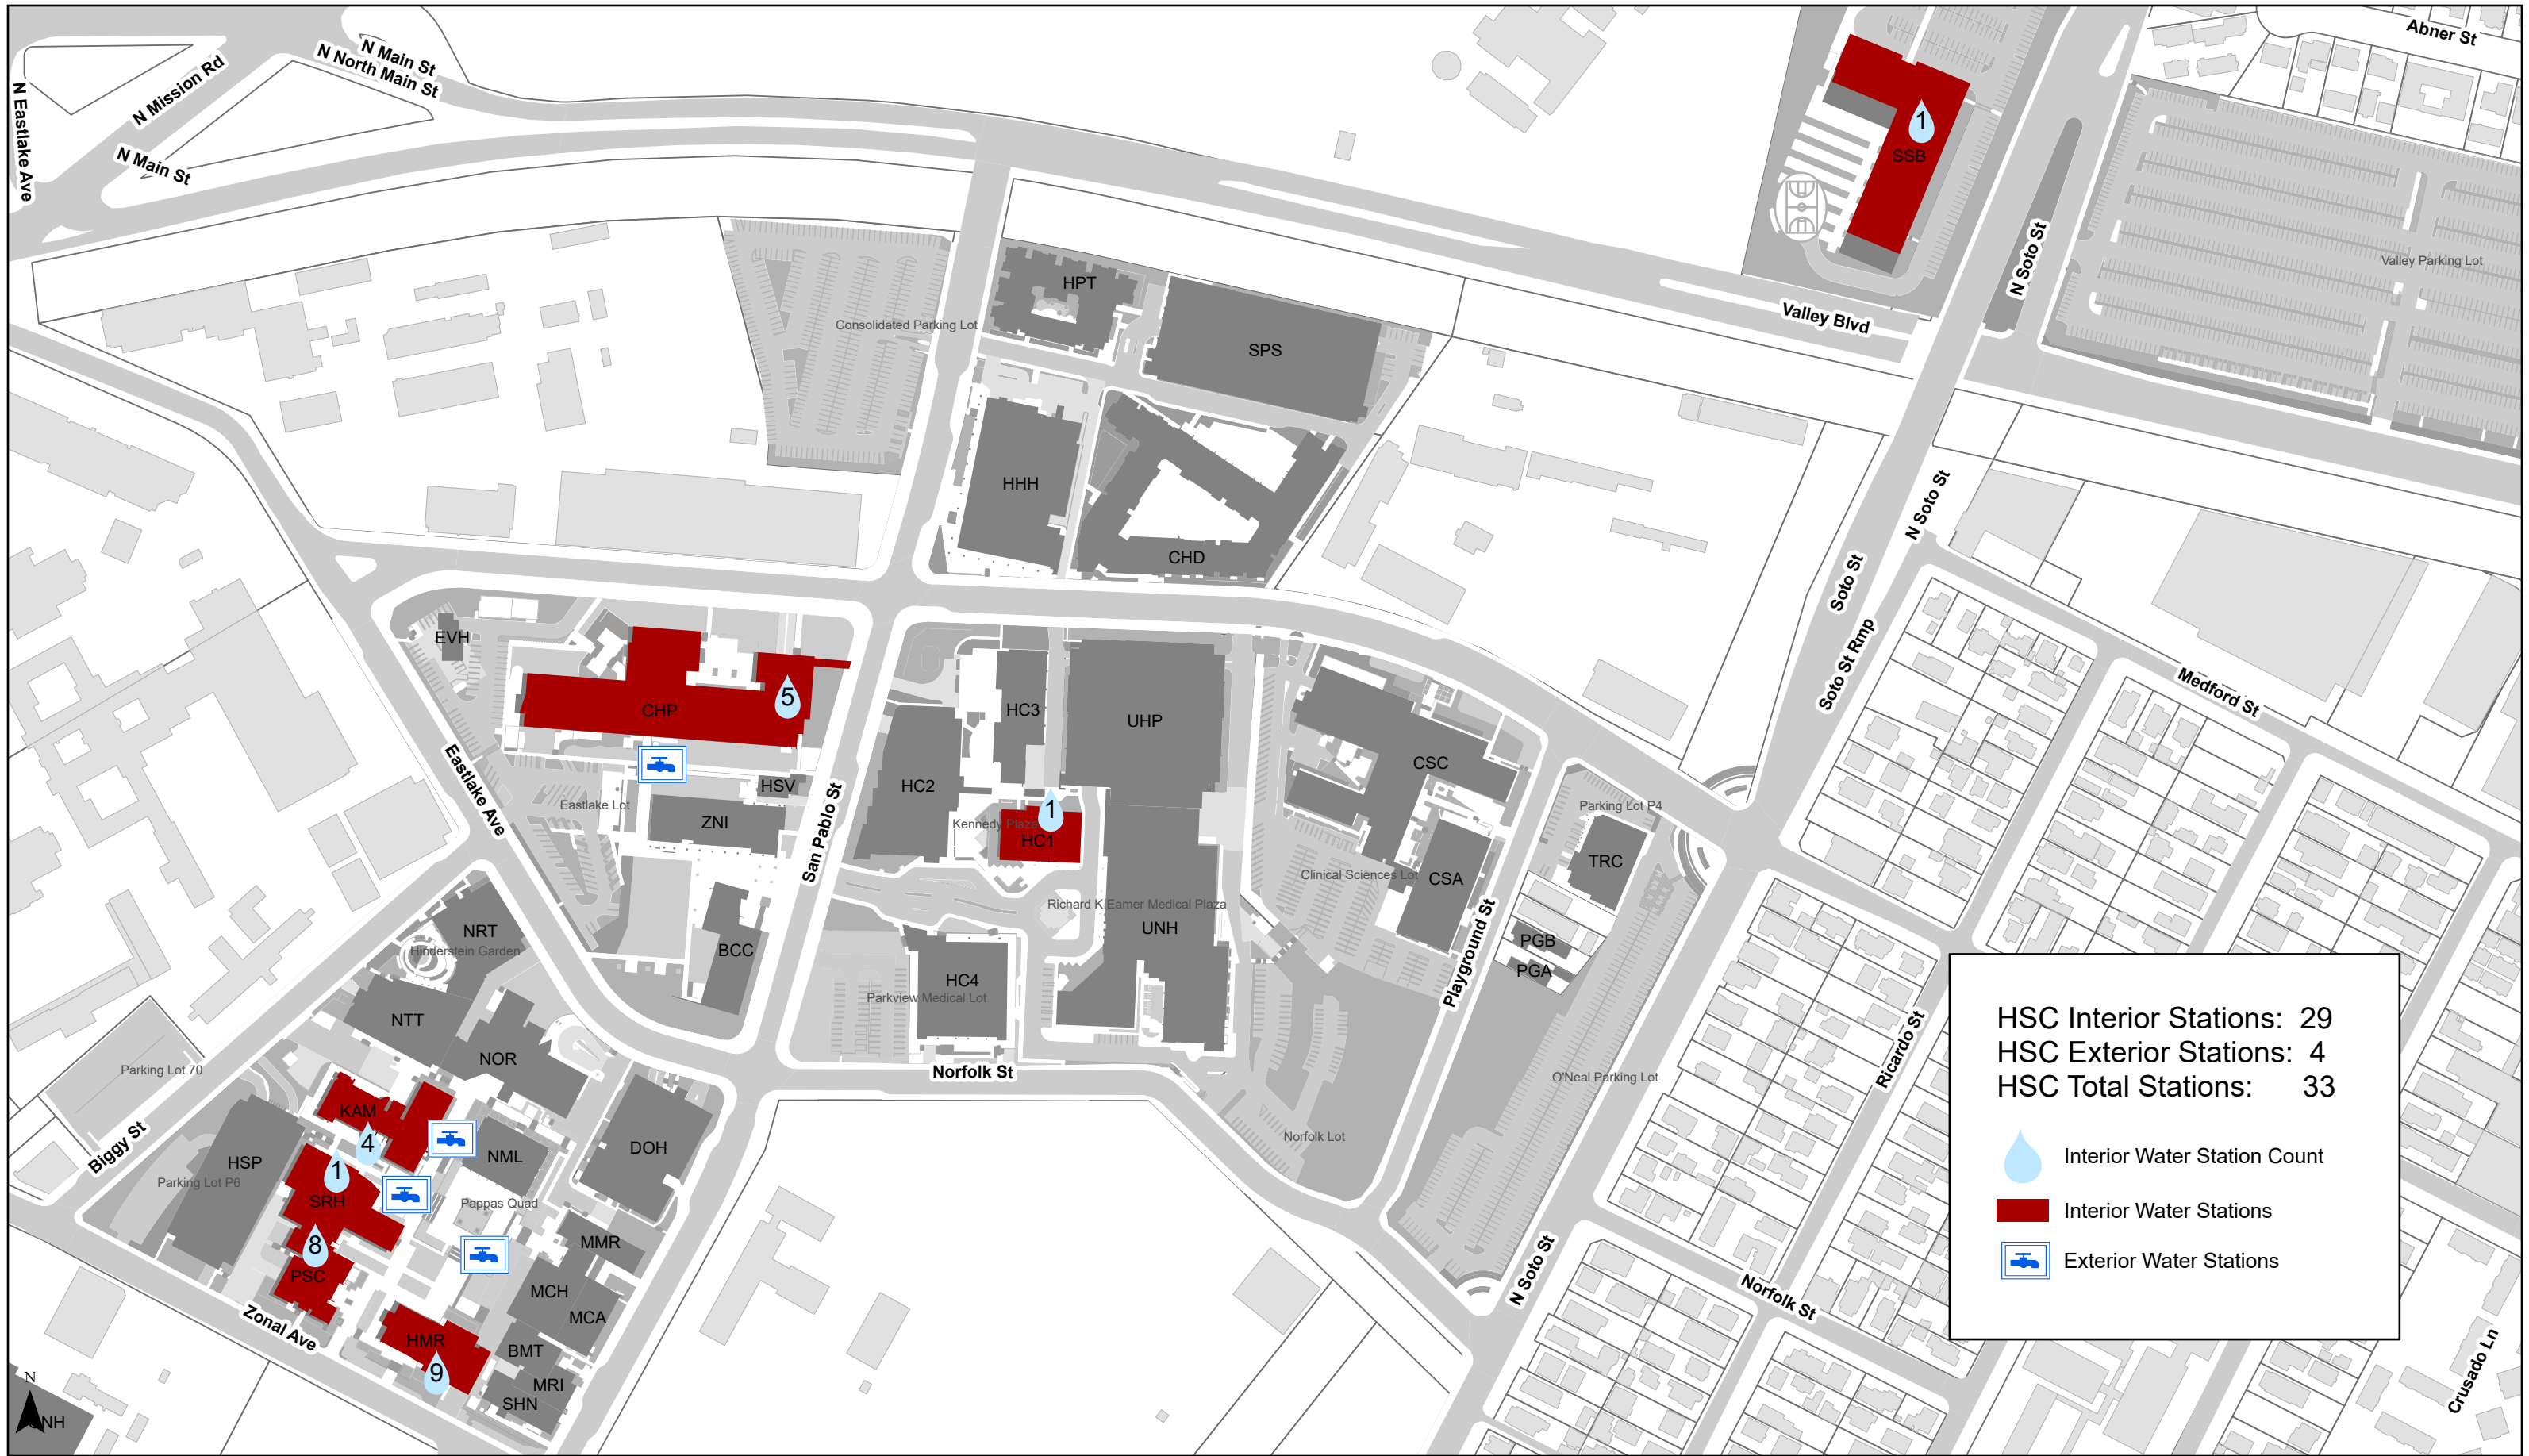 Abner St
N Main St
N North Main St
N Mission Rd
N Eastlake Ave
N Main St
1
SSB
N Soto St
Valley Parking Lot
HPT
Consolidated Parking Lot
Valley Blvd
SPS
HHH
N Soto St
CHD
Soto St
EVH
Soto St Rmp
Medford St
5
CHP
HC3
UHP
CSC
Eastlake Ave
HSV
HC2
Eastlake Lot
San Pablo St
1
Parking Lot P4
ZNI
Kennedy Plaza
HC1
TRC
Clinical Sciences Lot
CSA
Richard K Eamer Medical Plaza
NRT
Hinderstein Garden
BCC
UNH
Playground St
PGB
PGA
HC4
Parkview Medical Lot
NTT
NOR
Norfolk St
Parking Lot 70
O'Neal Parking Lot
Ricardo St
KAM
4
Biggy St
HSP
1
NML
DOH
Norfolk Lot
Parking Lot P6
SRH
Pappas Quad
8
PSC
MMR
MCH
MCA
N Soto St
Norfolk St
Zonal Ave
HMR
9
BMT
MRI
SHN
Crusado Ln
N
NH
HSC Interior Stations: 29
HSC Exterior Stations: 4
HSC Total Stations: 33
Interior Water Station Count
Interior Water Stations
Exterior Water Stations